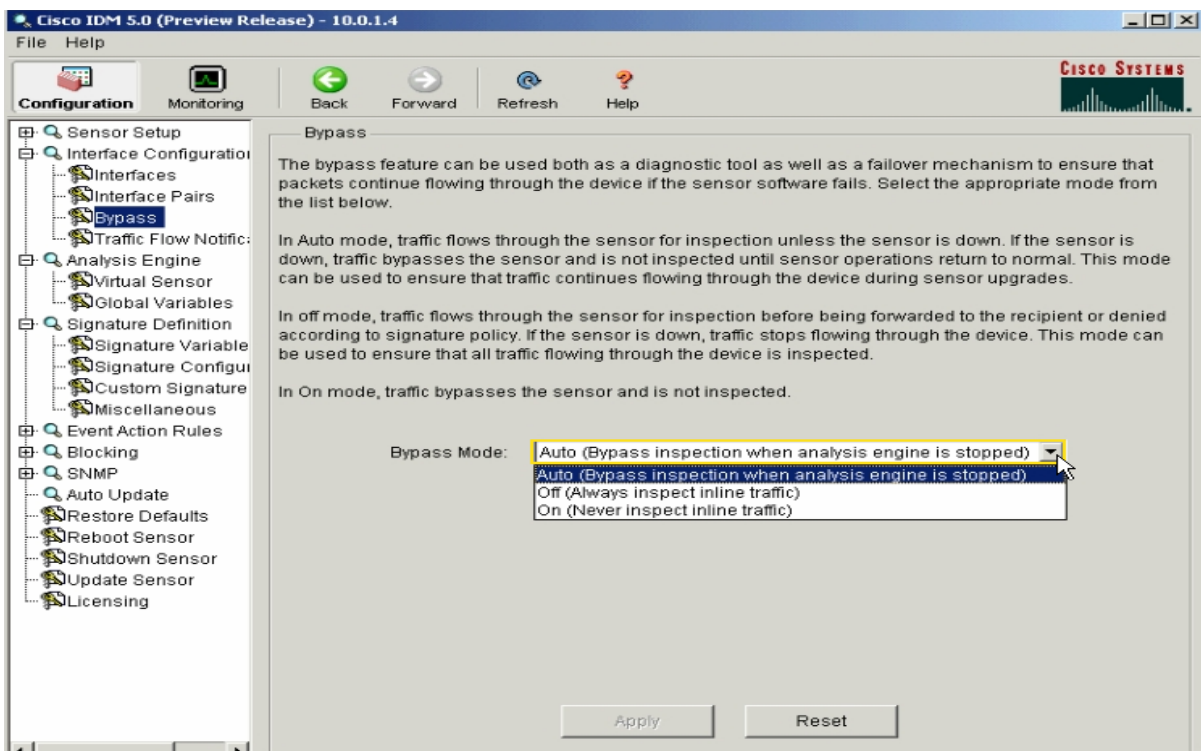 Cisco IDM 5.0 (Preview Release) - 10.0.1.4
File Help
Configuration Monitoring Back Forward Refresh Help
CISCO SYSTEMS
Sensor Setup
Interface Configuration
Interfaces
Interface Pairs
Bypass
Traffic Flow Notific
Analysis Engine
Virtual Sensor
Global Variables
Signature Definition
Signature Variable
Signature Configu
Custom Signature
Miscellaneous
Event Action Rules
Blocking
SNMP
Auto Update
Restore Defaults
Reboot Sensor
Shutdown Sensor
Update Sensor
Licensing
Bypass
The bypass feature can be used both as a diagnostic tool as well as a failover mechanism to ensure that
packets continue flowing through the device if the sensor software fails. Select the appropriate mode from
the list below.
In Auto mode, traffic flows through the sensor for inspection unless the sensor is down. If the sensor is
down, traffic bypasses the sensor and is not inspected until sensor operations return to normal. This mode
can be used to ensure that traffic continues flowing through the device during sensor upgrades.
In off mode, traffic flows through the sensor for inspection before being forwarded to the recipient or denied
according to signature policy. If the sensor is down, traffic stops flowing through the device. This mode can
be used to ensure that all traffic flowing through the device is inspected.
In On mode, traffic bypasses the sensor and is not inspected.
Bypass Mode: Auto (Bypass inspection when analysis engine is stopped)
Auto (Bypass inspection when analysis engine is stopped)
Off (Always inspect inline traffic)
On (Never inspect inline traffic)
Apply Reset